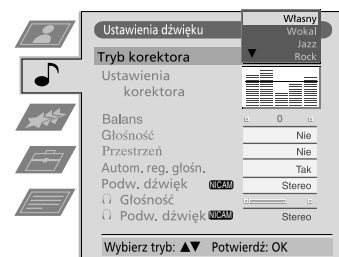 Ustawienia dźwięku
Własny
Wokal
Jazz
Rock
Tryb korektora
Ustawienia
korektora
Balans 0
Głośność Nie
Przestrzeń Nie
Autom. reg. głośn. Tak
Podw. dźwięk NICAM Stereo
Głośność
Podw. dźwięk NICAM Stereo
Wybierz tryb: ▲▼ Potwierdź: OK